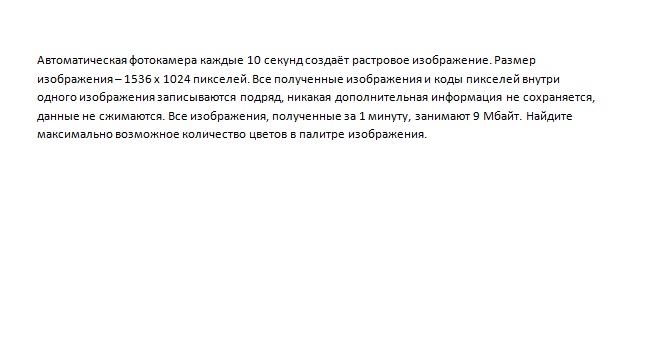 Автоматическая фотокамера каждые 10 секунд создаёт растровое изображение. Размер
изображения – 1536 x 1024 пикселей. Все полученные изображения и коды пикселей внутри
одного изображения записываются подряд, никакая дополнительная информация не сохраняется,
данные не сжимаются. Все изображения, полученные за 1 минуту, занимают 9 Мбайт. Найдите
максимально возможное количество цветов в палитре изображения.